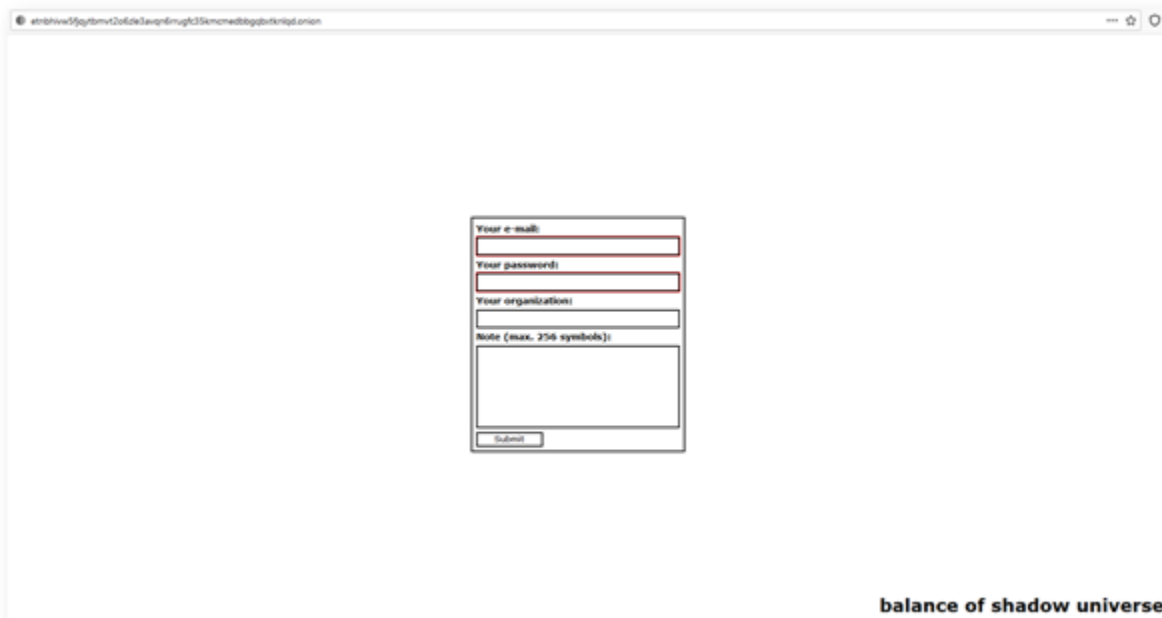 Your e-mail:
Your password:
Your organization:
Note (max. 256 symbols):
Submit
balance of shadow universe